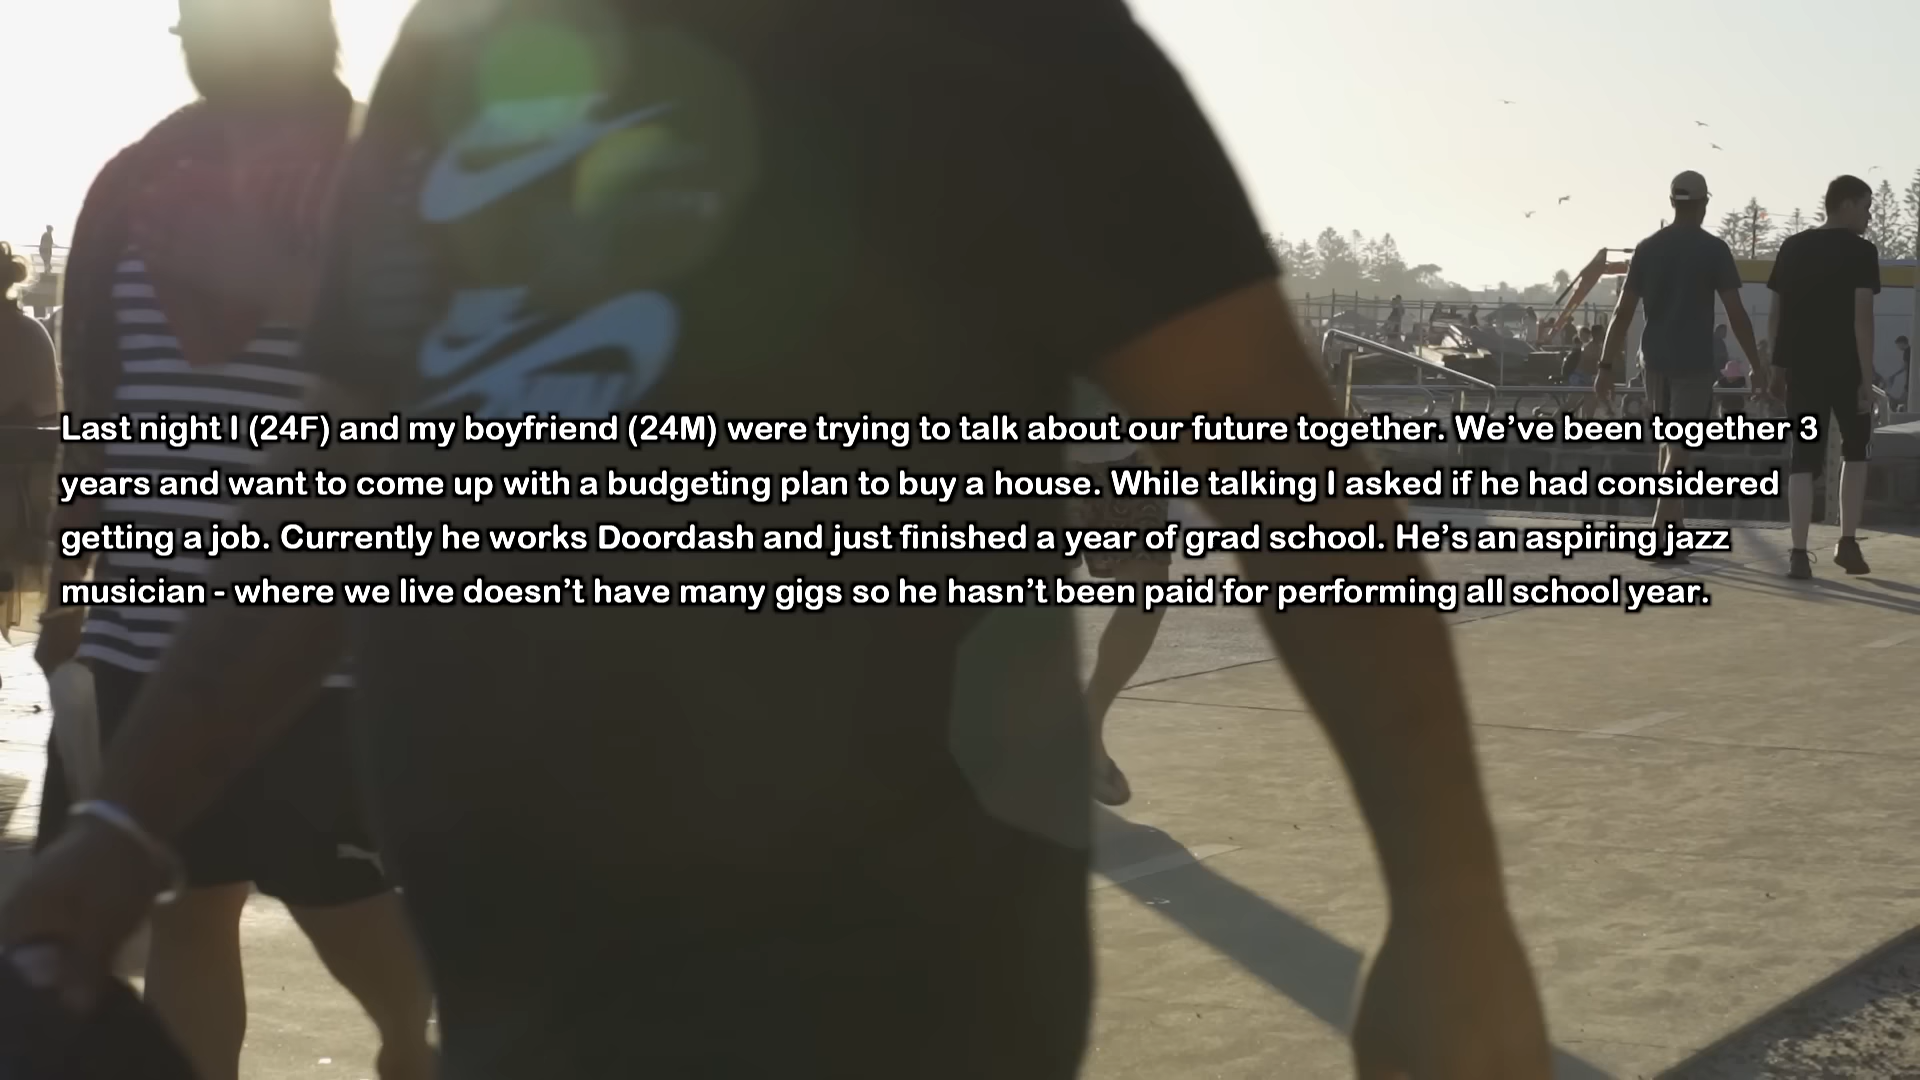 Last night I (24F) and my boyfriend (24M) were trying to talk about our future together. We've been together 3
years and want to come up with a budgeting plan to buy a house. While talking I asked if he had considered
getting a job. Currently he works Doordash and just finished a year of grad school. He's an aspiring jazz
musician - where we live doesn't have many gigs so he hasn't been paid for performing all school year.